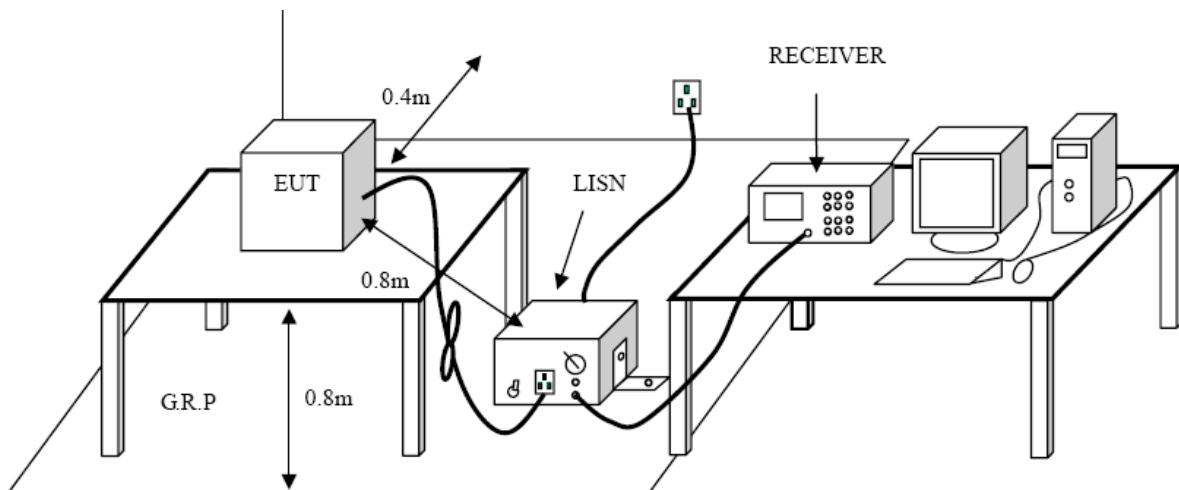 RECEIVER
0.4m
EUT
LISN
0.8m
G.R.P
0.8m